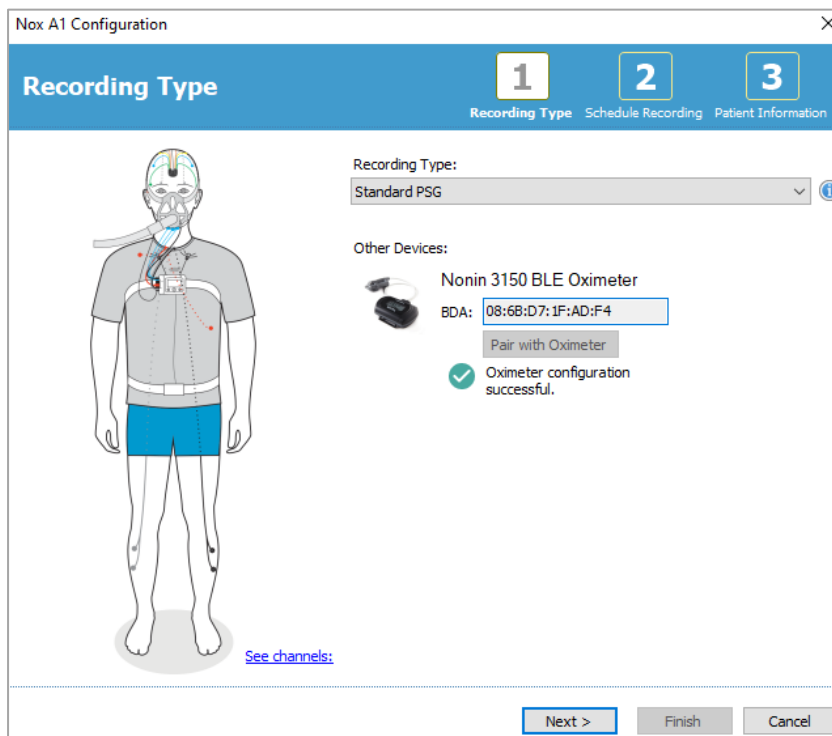 Nox A1 Configuration
Recording Type
1
Recording Type
2
Schedule Recording
3
Patient Information
Recording Type:
Standard PSG
Other Devices:
Nonin 3150 BLE Oximeter
BDA: 08:6B:D7:1F:AD:F4
Pair with Oximeter
Oximeter configuration
successful.
See channels:
Next >
Finish
Cancel